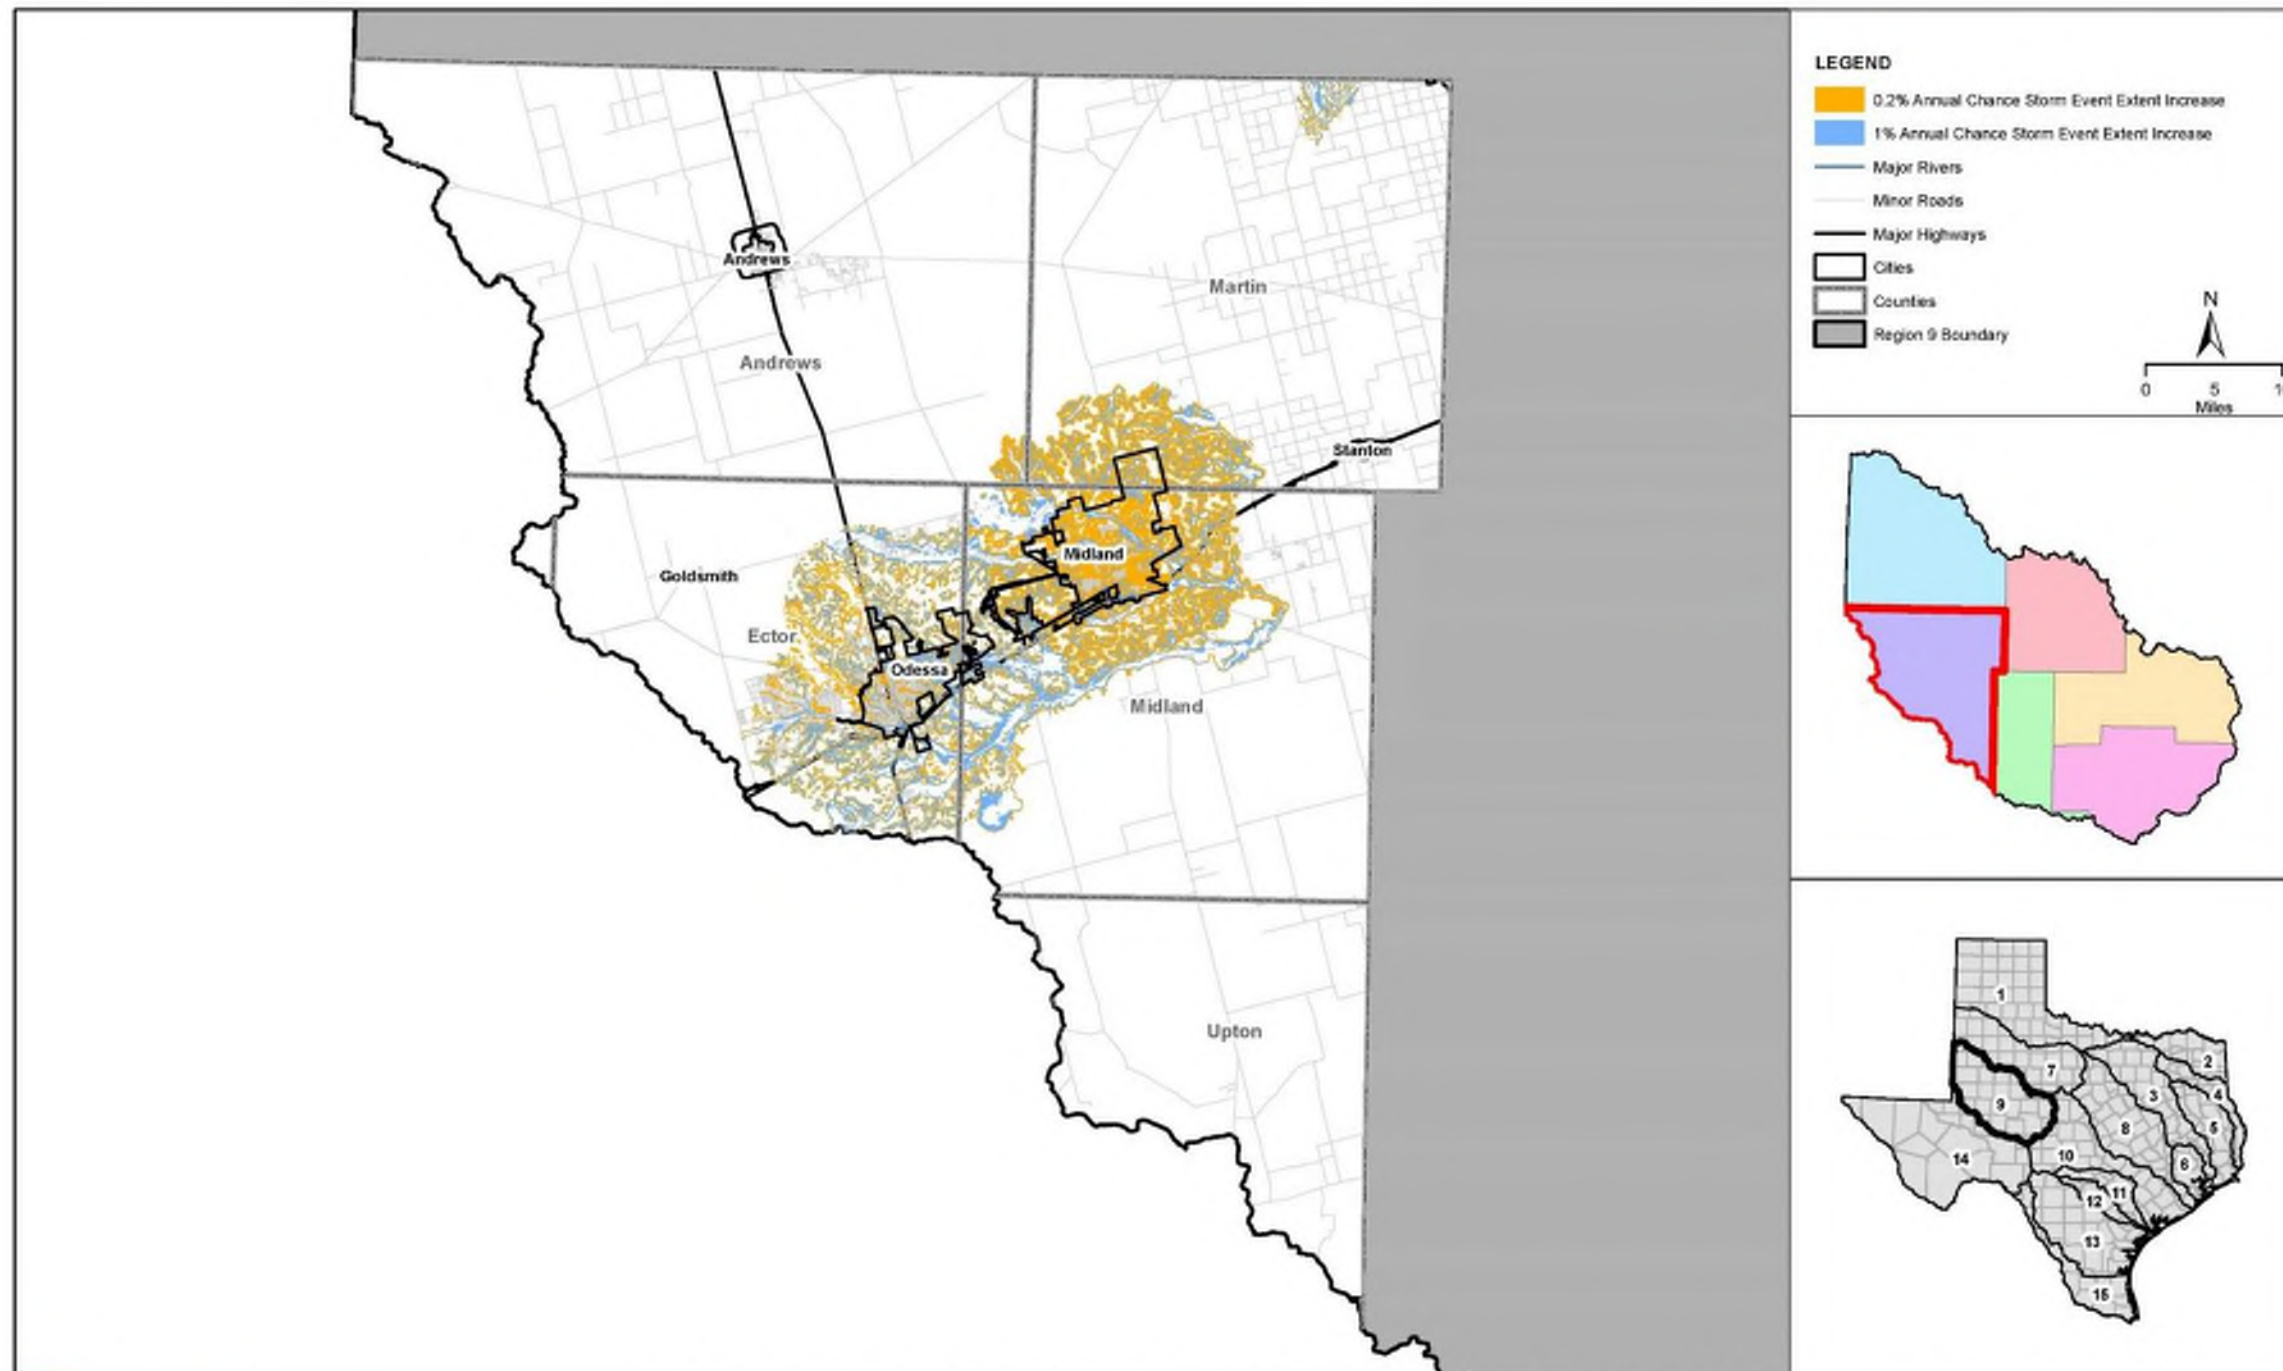 LEGEND
0.2% Annual Chance Storm Event Extent Increase
1% Annual Chance Storm Event Extent Increase
Major Rivers
Minor Roads
Major Highways
Cities
Counties
Region 9 Boundary
N
0 5 1
Miles
Andrews
Martin
Andrews
Stanton
Midland
Goldsmith
Ector
Odessa
Midland
Upton
1
2
7
3
4
9
8
5
10
6
14
11
12
13
15